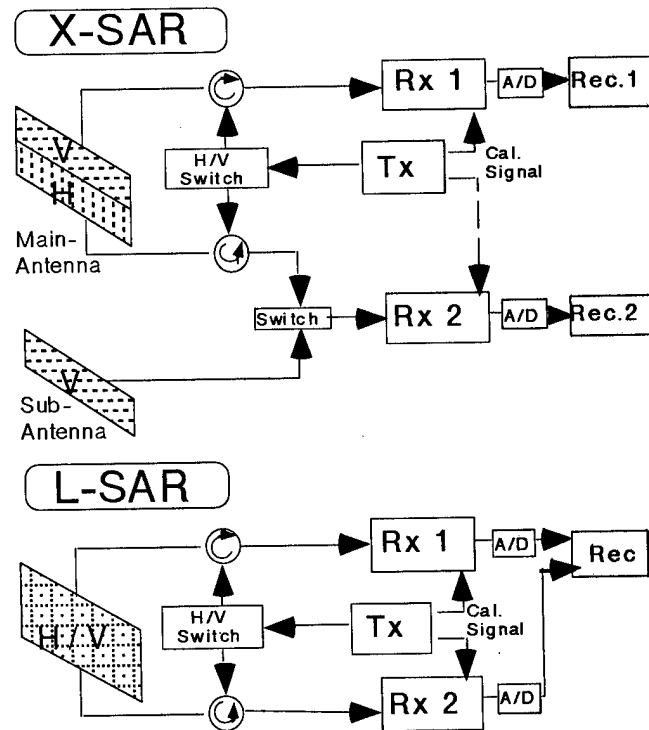 X-SAR
Rx 1
A/D
Rec.1
V
H
H/V
Switch
Tx
Cal.
Signal
Main-
Antenna
Switch
Rx 2
A/D
Rec.2
V
Sub-
Antenna
L-SAR
Rx 1
A/D
Rec
H/V
H/V
Switch
Tx
Cal.
Signal
Rx 2
A/D